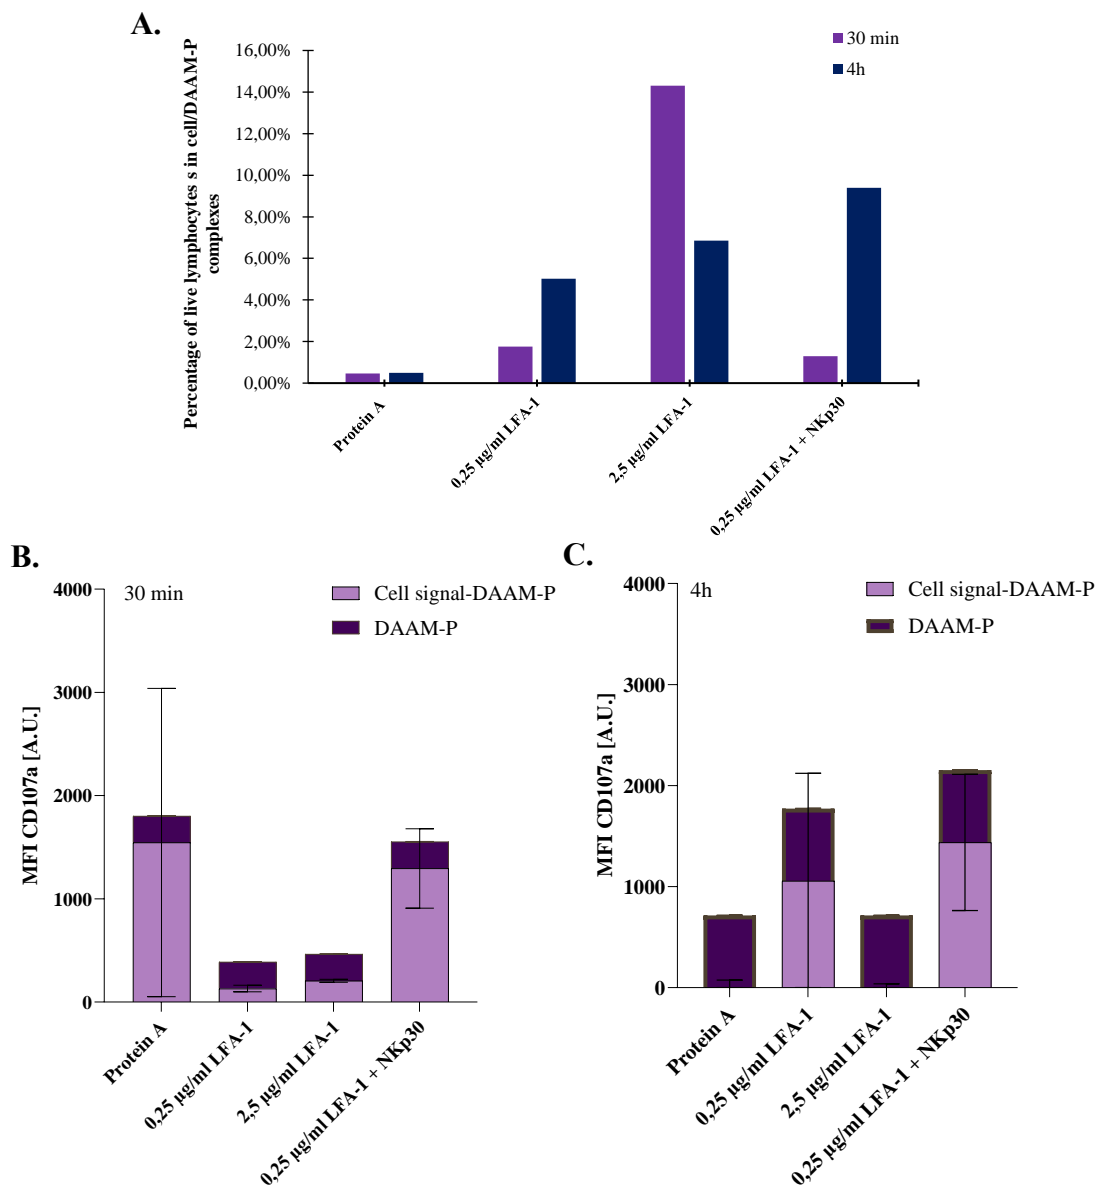 A.
Percentage of live lymphocytes s in cell/DAAM-P
complexes
30 min
4h
16,00%
14,00%
12,00%
10,00%
8,00%
6,00%
4,00%
2,00%
0,00%
Protein A
0,25 µg/ml LFA-1
2,5 µg/ml LFA-1
0,25 µg/ml LFA-1 + NKp30
B.
30 min
Cell signal-DAAM-P
DAAM-P
MFI CD107a [A.U.]
4000
3000
2000
1000
0
Protein A
0,25 µg/ml LFA-1
2,5 µg/ml LFA-1
0,25 µg/ml LFA-1 + NKp30
C.
4h
Cell signal-DAAM-P
DAAM-P
MFI CD107a [A.U.]
4000
3000
2000
1000
0
Protein A
0,25 µg/ml LFA-1
2,5 µg/ml LFA-1
0,25 µg/ml LFA-1 + NKp30